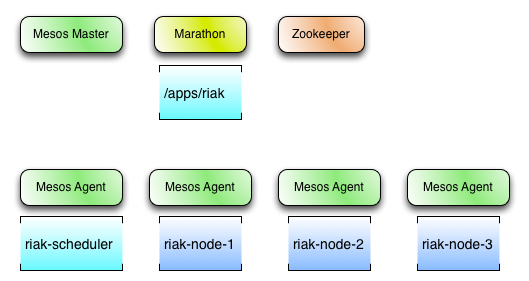 Mesos Master
Marathon
Zookeeper
/apps/riak
Mesos Agent
Mesos Agent
Mesos Agent
Mesos Agent
riak-scheduler
riak-node-1
riak-node-2
riak-node-3